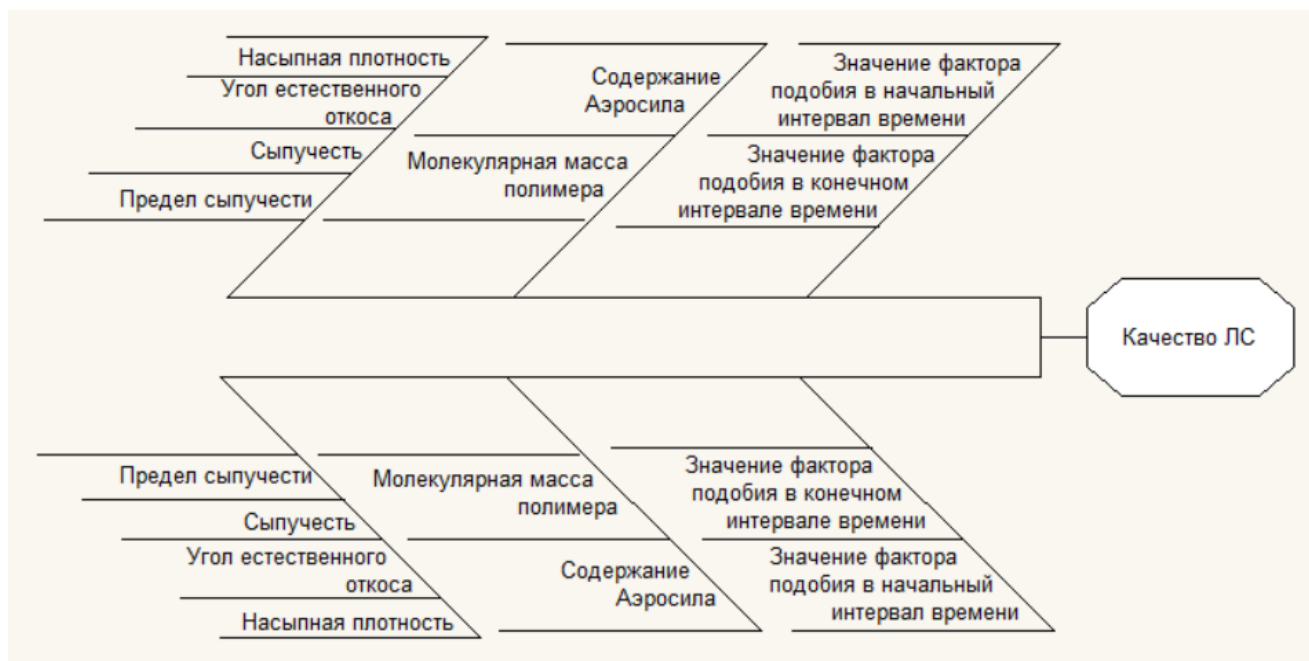 Насыпная плотность
Угол естественного
откоса
Сыпучесть
Предел сыпучести
Содержание
Аэросила
Молекулярная масса
полимера
Значение фактора
подобия в начальный
интервал времени
Значение фактора
подобия в конечном
интервале времени
Качество ЛС
Предел сыпучести
Сыпучесть
Угол естественного
откоса
Насыпная плотность
Молекулярная масса
полимера
Содержание
Аэросила
Значение фактора
подобия в конечном
интервале времени
Значение фактора
подобия в начальный
интервал времени